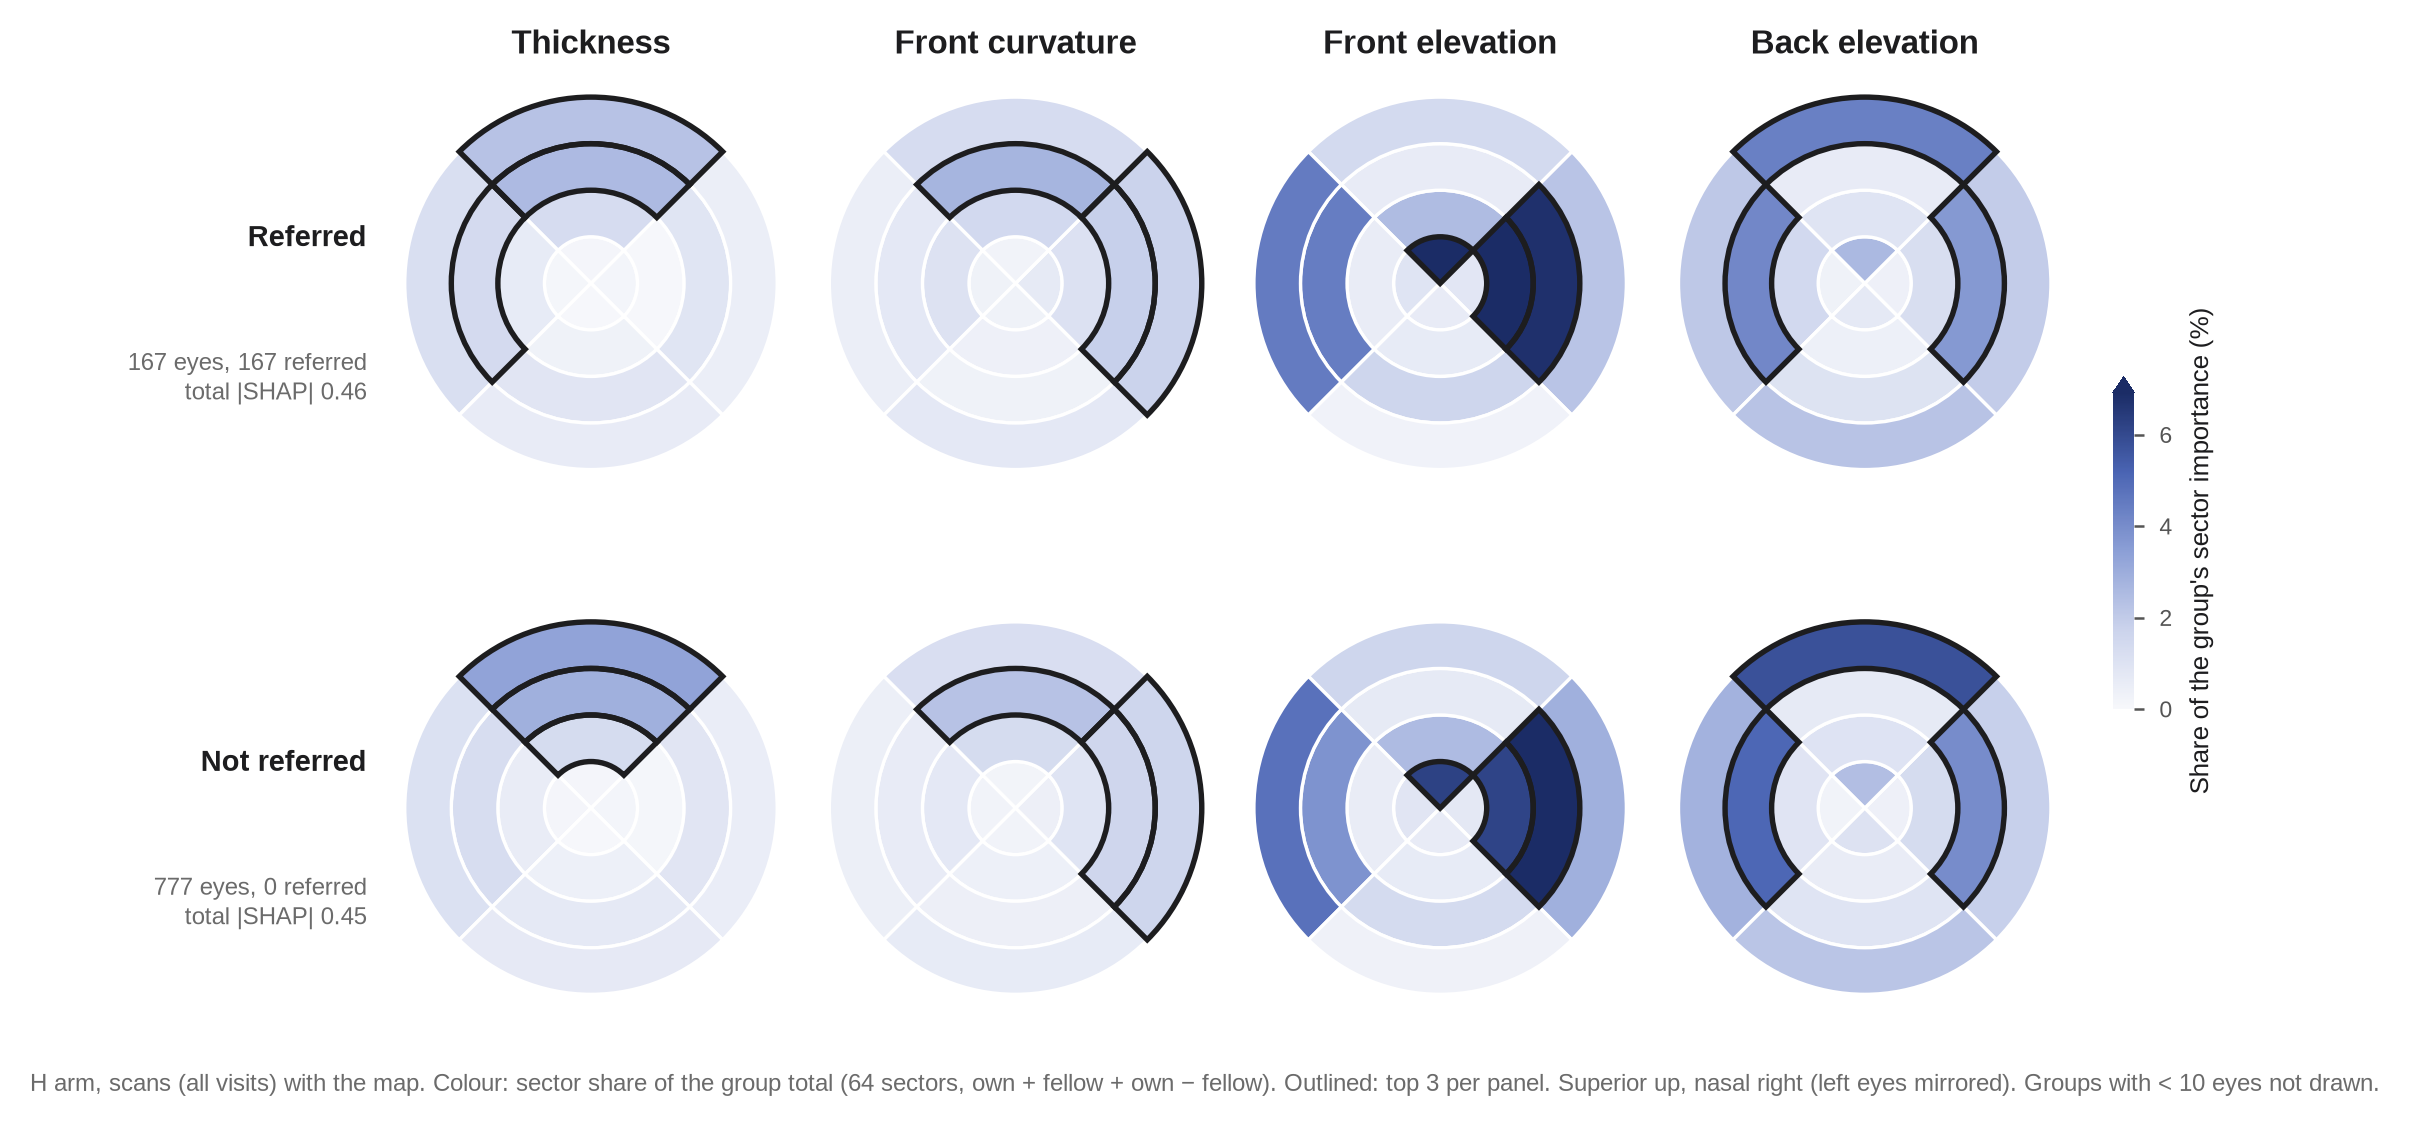 Thickness
Front curvature
Front elevation
Back elevation
Referred
167 eyes, 167 referred
total |SHAP| 0.46
6
4
2
0
Share of the group's sector importance (%)
Not referred
777 eyes, 0 referred
total |SHAP| 0.45
H arm, scans (all visits) with the map. Colour: sector share of the group total (64 sectors, own + fellow + own − fellow). Outlined: top 3 per panel. Superior up, nasal right (left eyes mirrored). Groups with < 10 eyes not drawn.